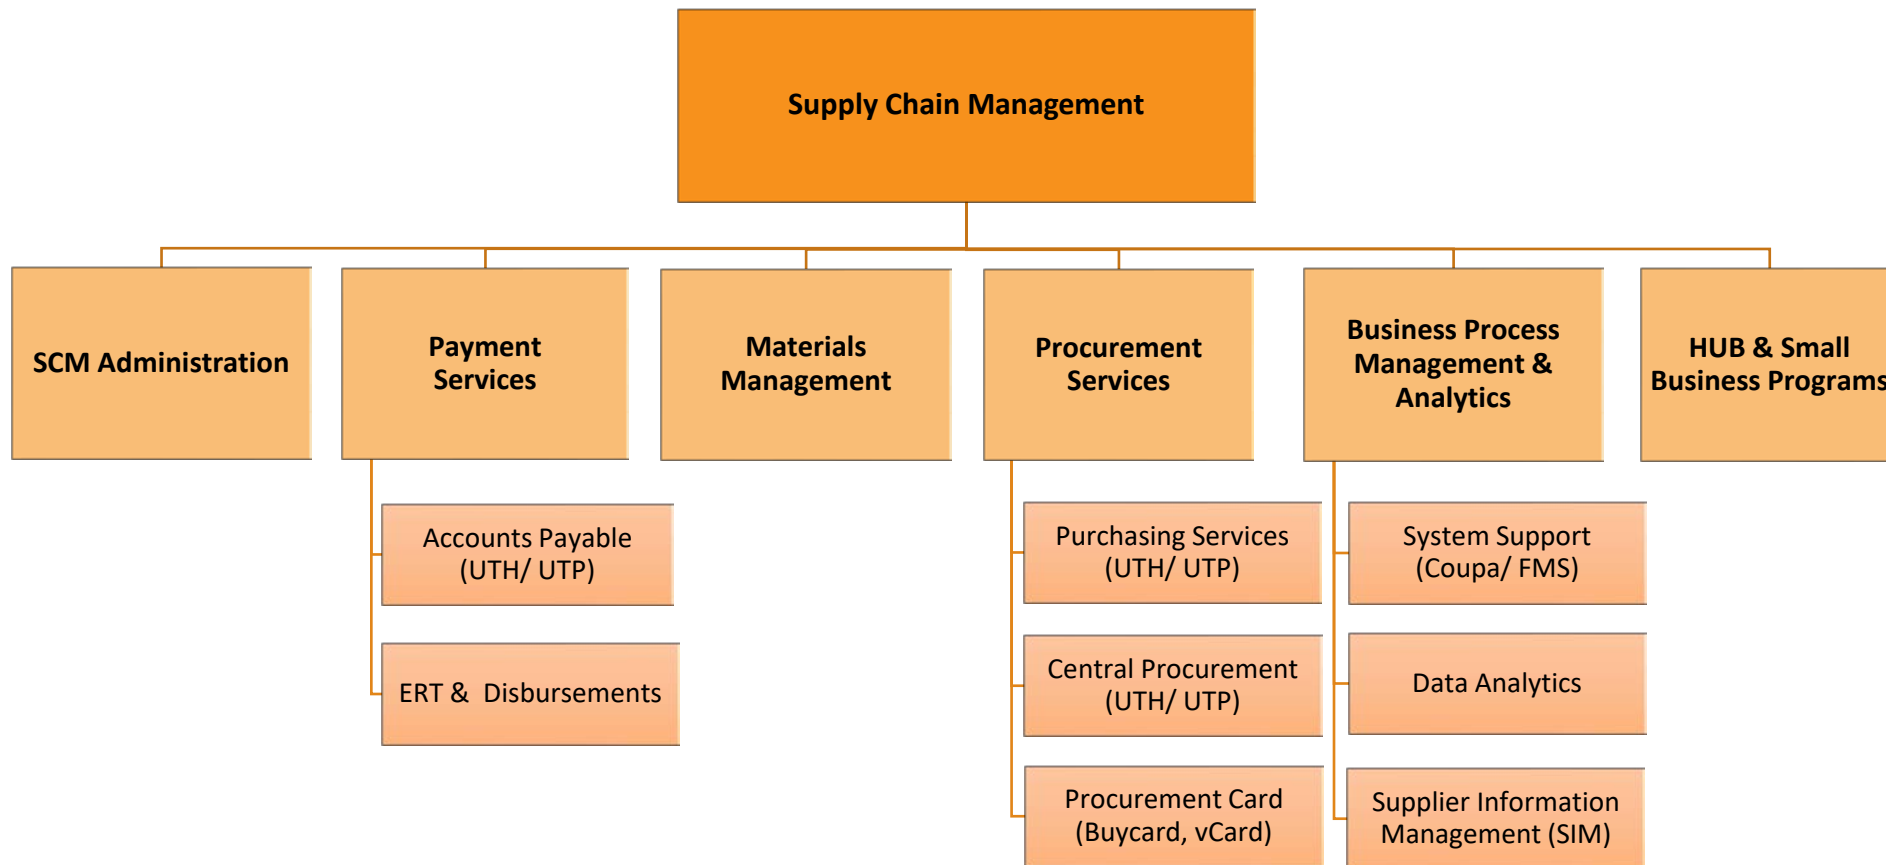 Supply Chain Management
SCM Administration
Payment
Services
Materials
Management
Procurement
Services
Business Process
Management &
Analytics
HUB & Small
Business Programs
Accounts Payable
(UTH/ UTP)
ERT &  Disbursements
Purchasing Services
(UTH/ UTP)
Central Procurement
(UTH/ UTP)
Procurement Card
(Buycard, vCard)
System Support
(Coupa/ FMS)
Data Analytics
Supplier Information
Management (SIM)